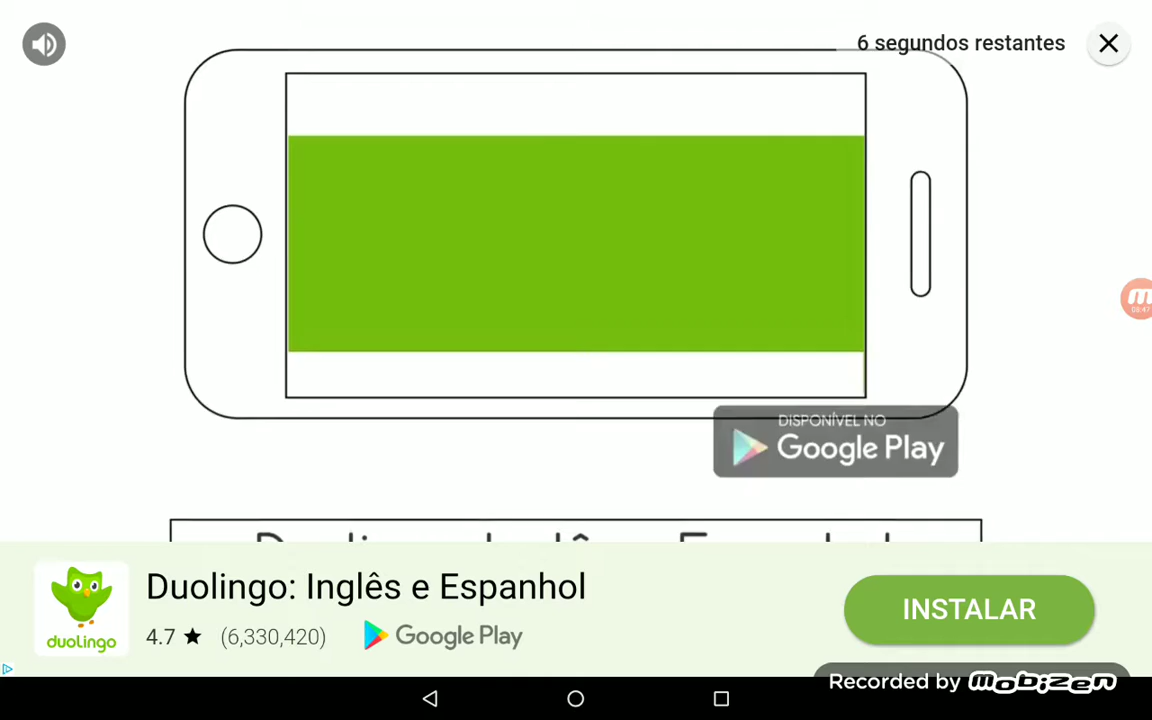 6 segundos restantes
DISPONÍVEL NO
Google Play
Duolingo: Inglês e Espanhol
duolingo
4.7 ★ (6,330,420) Google Play
INSTALAR
Recorded by mobizen